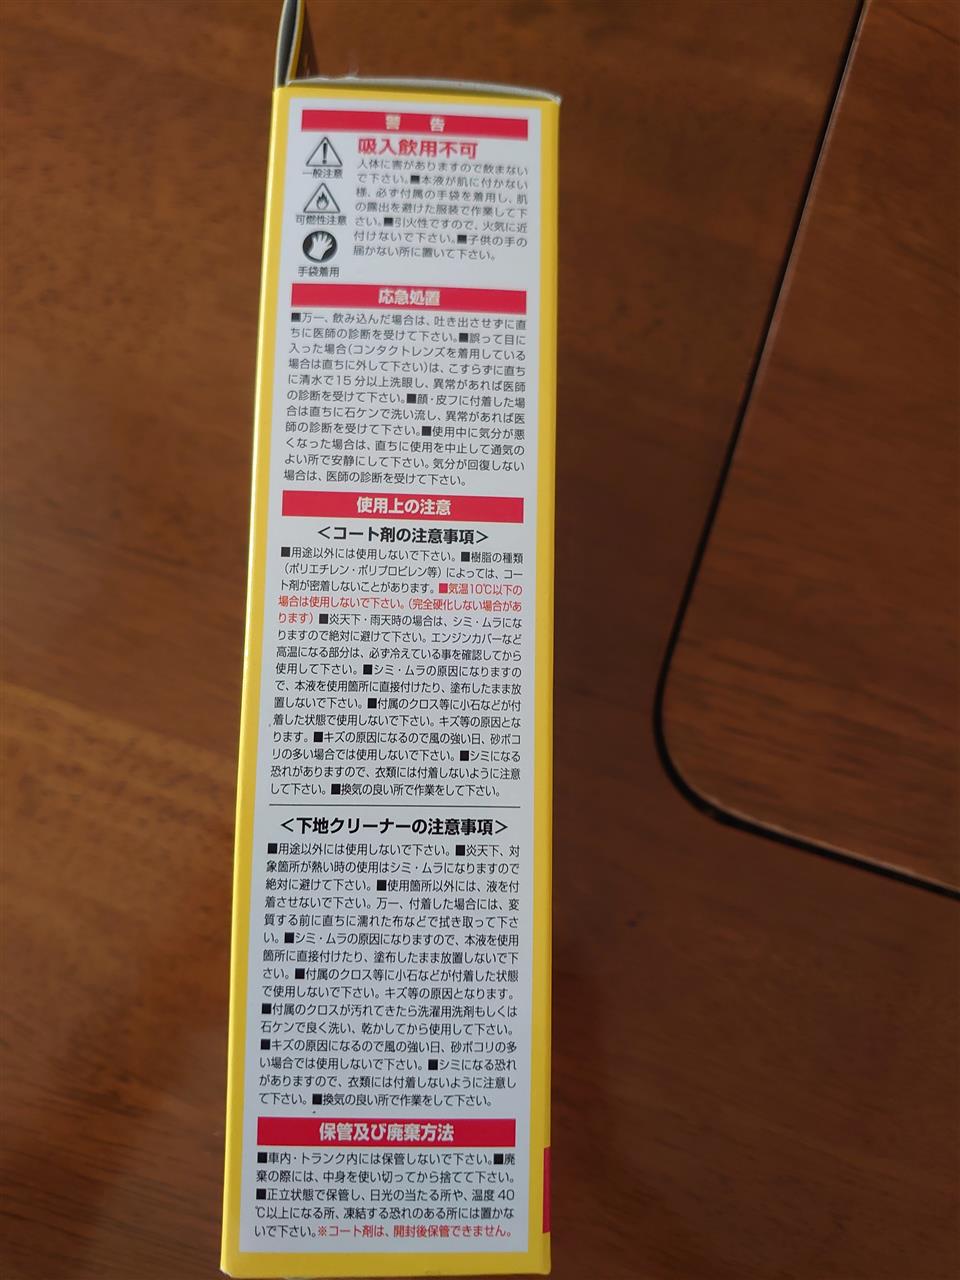 警告
吸入飲用不可
一般注意
可燃性注意
手袋着用
人体に害がありますので飲まない
で下さい。■本液が肌に付かない
様、必ず付属の手袋を着用し、肌
の露出を避けた服装で作業して下
さい。■引火性ですので、火気に近
付けないで下さい。■子供の手の
届かない所に置いて下さい。
応急処置
■万一、飲み込んだ場合は、吐き出させずに直
ちに医師の診断を受けて下さい。■誤って目に
入った場合(コンタクトレンズを着用している
場合は直ちに外して下さい)は、こすらずに直ち
に清水で15分以上洗眼し、異常があれば医師
の診断を受けて下さい。■顔・皮フに付着した場
合は直ちに石ケンで洗い流し、異常があれば医
師の診断を受けて下さい。■使用中に気分が悪
くなった場合は、直ちに使用を中止して通気の
よい所で安静にして下さい。気分が回復しない
場合は、医師の診断を受けて下さい。
使用上の注意
＜コート剤の注意事項＞
■用途以外には使用しないで下さい。■樹脂の種類
(ポリエチレン・ポリプロピレン等)によっては、コー
ト剤が密着しないことがあります。■気温10℃以下の
場合は使用しないで下さい。(完全硬化しない場合があ
ります)■炎天下・雨天時の場合は、シミ・ムラにな
りますので絶対に避けて下さい。エンジンカバーなど
高温になる部分は、必ず冷えている事を確認してから
使用して下さい。■シミ・ムラの原因になりますの
で、本液を使用箇所に直接付けたり、塗布したまま放
置しないで下さい。■付属のクロス等に小石などが付
着した状態で使用しないで下さい。キズ等の原因とな
ります。■キズの原因になるので風の強い日、砂ボコ
リの多い場合では使用しないで下さい。■シミになる
恐れがありますので、衣類には付着しないように注意
して下さい。■換気の良い所で作業をして下さい。
＜下地クリーナーの注意事項＞
■用途以外には使用しないで下さい。■炎天下、対
象箇所が熱い時の使用はシミ・ムラになりますので
絶対に避けて下さい。■使用箇所以外には、液を付
着させないで下さい。万一、付着した場合には、変
質する前に直ちに濡れた布などで拭き取って下さ
い。■シミ・ムラの原因になりますので、本液を使用
箇所に直接付けたり、塗布したまま放置しないで下
さい。■付属のクロス等に小石などが付着した状態
で使用しないで下さい。キズ等の原因となります。
■付属のクロスが汚れてきたら洗濯用洗剤もしくは
石ケンで良く洗い、乾かしてから使用して下さい。
■キズの原因になるので風の強い日、砂ボコリの多
い場合では使用しないで下さい。■シミになる恐れ
がありますので、衣類には付着しないように注意し
て下さい。■換気の良い所で作業をして下さい。
保管及び廃棄方法
■車内・トランク内には保管しないで下さい。■廃
棄の際には、中身を使い切ってから捨てて下さい。
■正立状態で保管し、日光の当たる所や、温度40
℃以上になる所、凍結する恐れのある所には置かな
いで下さい。※コート剤は、開封後保管できません。